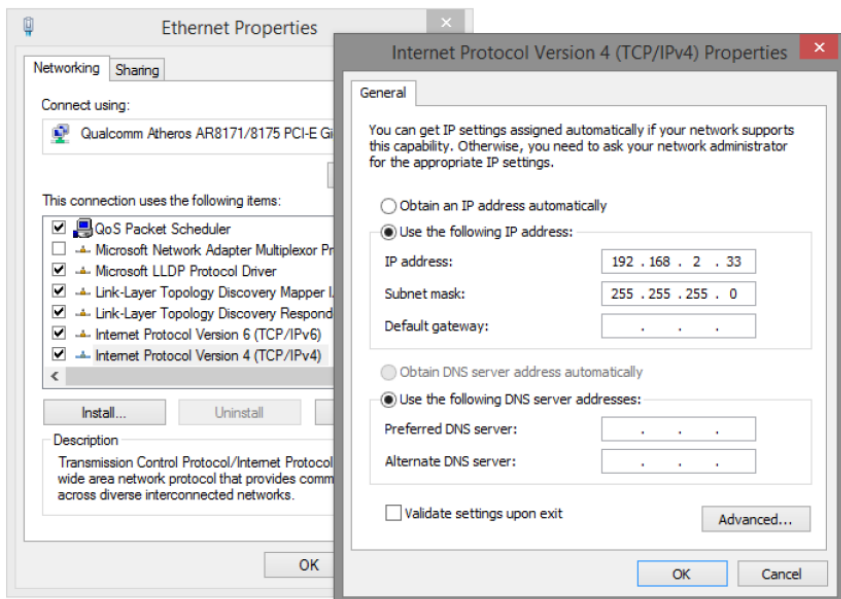 Ethernet Properties
Networking
Sharing
Connect using:
Qualcomm Atheros AR8171/8175 PCI-E Gi
This connection uses the following items:
QoS Packet Scheduler
Microsoft Network Adapter Multiplexor Pr
Microsoft LLDP Protocol Driver
Link-Layer Topology Discovery Mapper I
Link-Layer Topology Discovery Respond
Internet Protocol Version 6 (TCP/IPv6)
Internet Protocol Version 4 (TCP/IPv4)
Install...
Uninstall
Description
Transmission Control Protocol/Internet Protocol
wide area network protocol that provides comm
across diverse interconnected networks.
OK
Internet Protocol Version 4 (TCP/IPv4) Properties
General
You can get IP settings assigned automatically if your network supports
this capability. Otherwise, you need to ask your network administrator
for the appropriate IP settings.
Obtain an IP address automatically
Use the following IP address:
IP address: 192 . 168 . 2 . 33
Subnet mask: 255 . 255 . 255 . 0
Default gateway: . . .
Obtain DNS server address automatically
Use the following DNS server addresses:
Preferred DNS server: . . .
Alternate DNS server: . . .
Validate settings upon exit
Advanced...
OK
Cancel